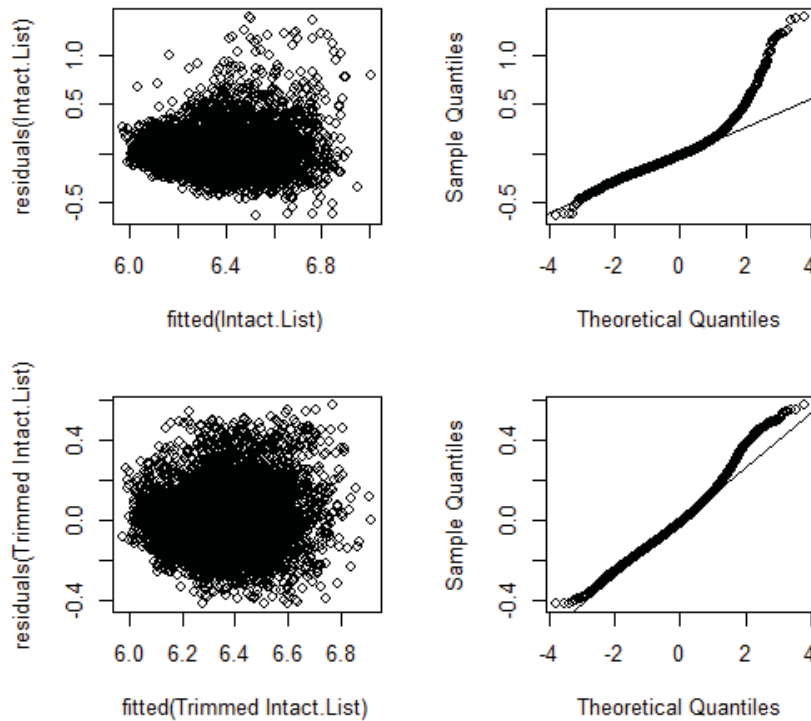 residuals(Intact.List)
-0.5 0.5 1.0
6.0 6.4 6.8
fitted(Intact.List)
Sample Quantiles
-0.5 0.5 1.0
-4 -2 0 2 4
Theoretical Quantiles
residuals(Trimmed Intact.List)
-0.4 0.0 0.4
6.0 6.2 6.4 6.6 6.8
fitted(Trimmed Intact.List)
Sample Quantiles
-0.4 0.0 0.4
-4 -2 0 2 4
Theoretical Quantiles